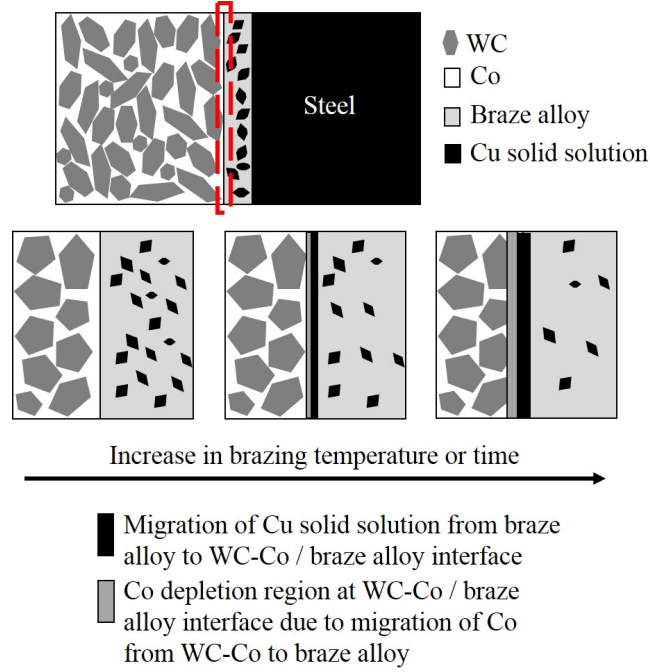 Steel
WC
Co
Braze alloy
Cu solid solution
Increase in brazing temperature or time
Migration of Cu solid solution from braze
alloy to WC-Co / braze alloy interface
Co depletion region at WC-Co / braze
alloy interface due to migration of Co
from WC-Co to braze alloy